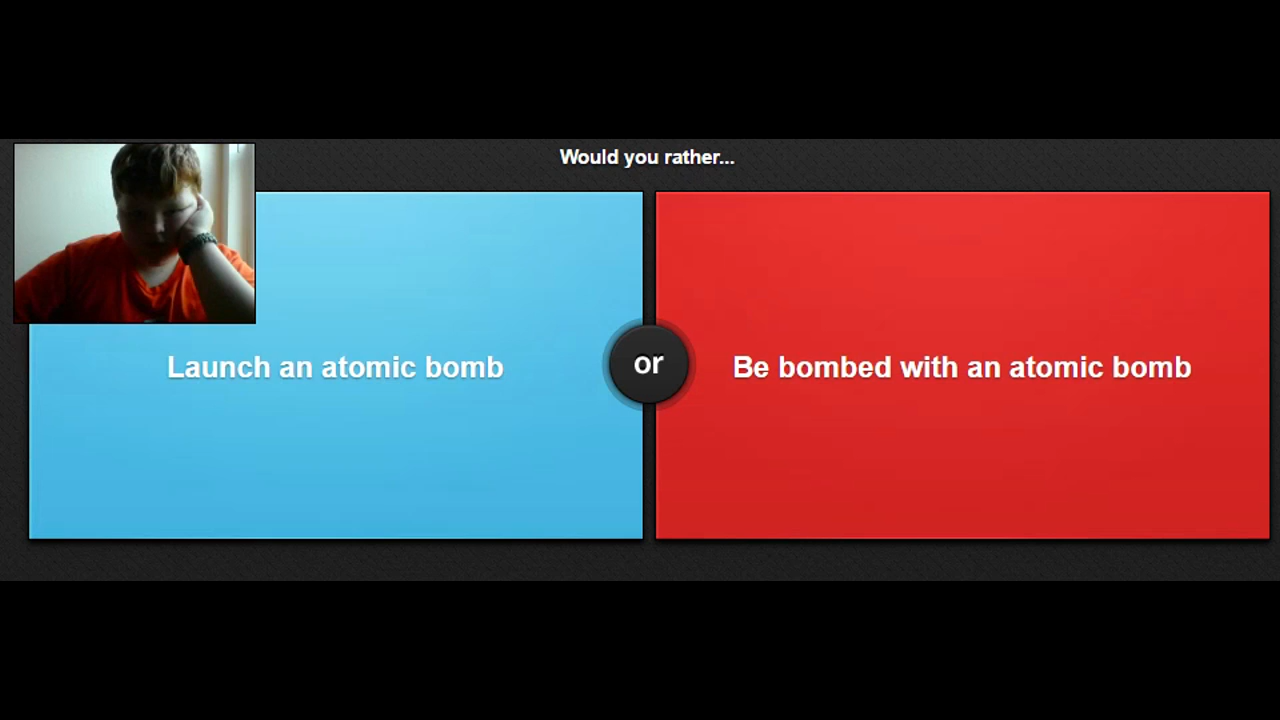 Would you rather...
Launch an atomic bomb
or
Be bombed with an atomic bomb